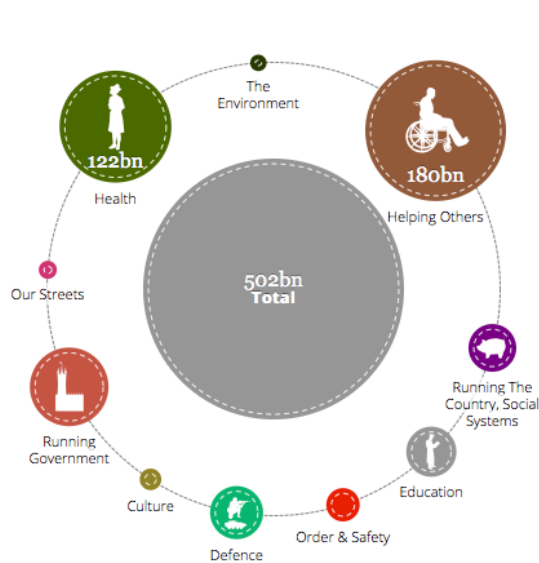 The
Environment
122bn
Health
180bn
Helping Others
502bn
Total
Our Streets
Running The
Country, Social
Systems
Running
Government
Education
Culture
Order & Safety
Defence